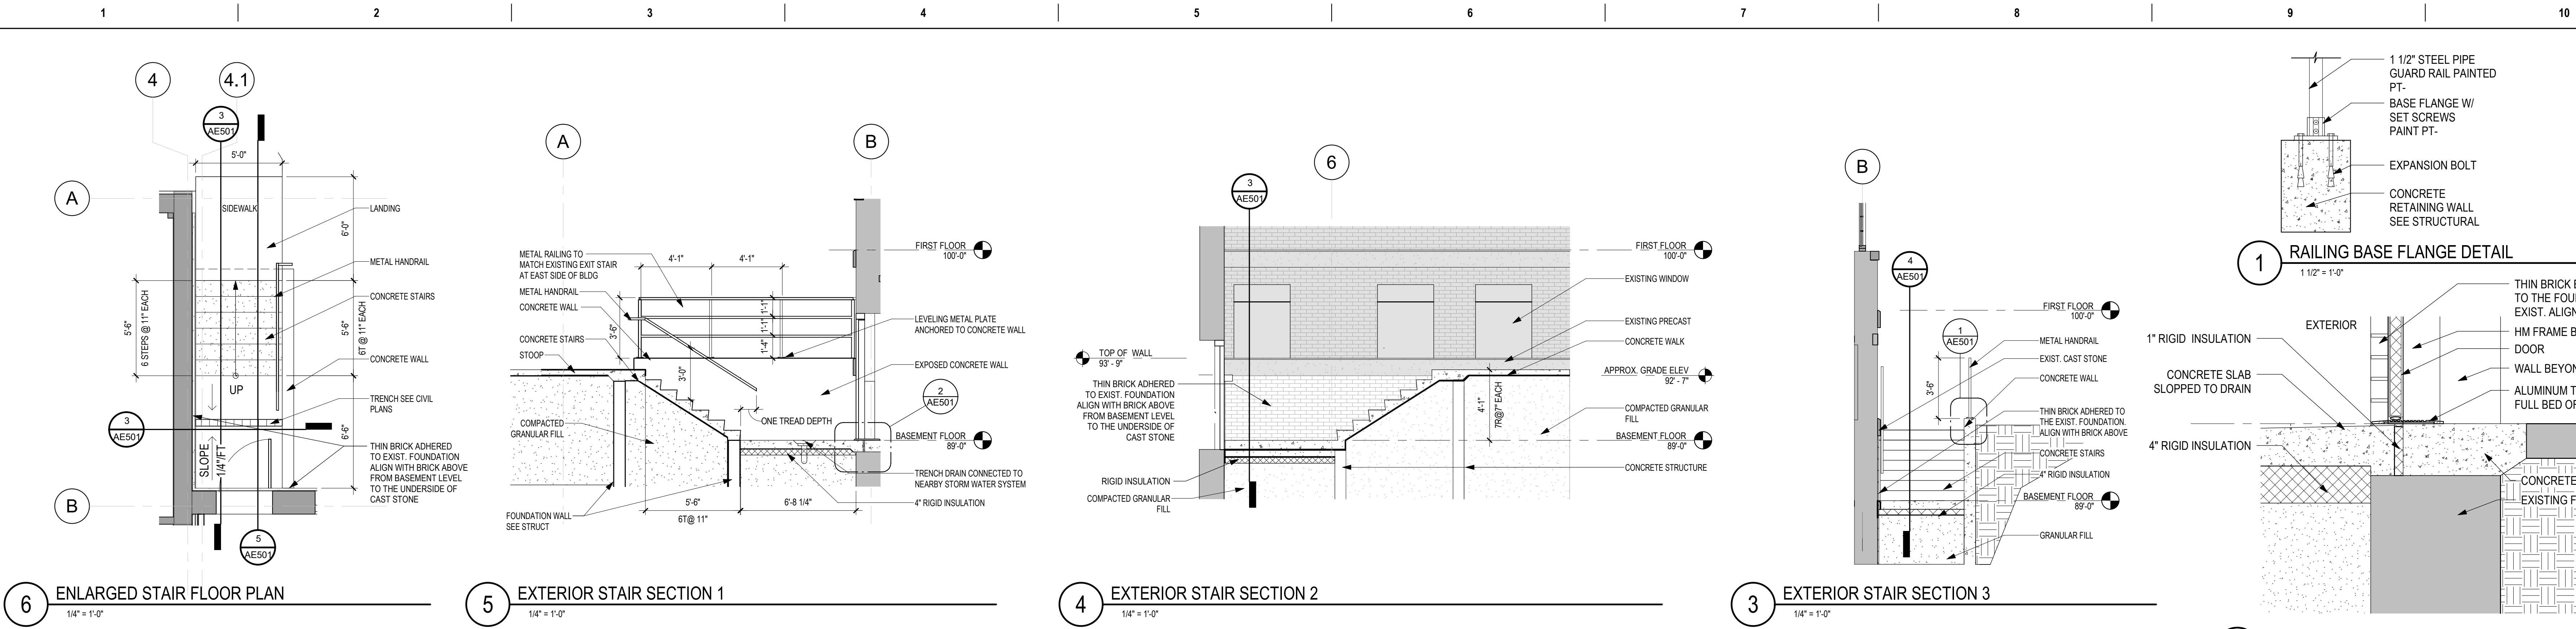 1 2 3 4 5 6 7 8 9 10
4
4.1
3
AE501
5'-0"
A
SIDEWALK
LANDING
6'-0"
METAL HANDRAIL
CONCRETE STAIRS
5'-6"
6 STEPS @ 11" EACH
5'-6"
6T @ 11" EACH
CONCRETE WALL
UP
TRENCH SEE CIVIL
PLANS
3
AE501
6'-6"
SLOPE
1/4"/FT
THIN BRICK ADHERED
TO EXIST. FOUNDATION
ALIGN WITH BRICK ABOVE
FROM BASEMENT LEVEL
TO THE UNDERSIDE OF
CAST STONE
B
5
AE501
6
ENLARGED STAIR FLOOR PLAN
1/4" = 1'-0"
A
B
METAL RAILING TO
MATCH EXISTING EXIT STAIR
AT EAST SIDE OF BLDG
METAL HANDRAIL
CONCRETE WALL
CONCRETE STAIRS
STOOP
4'-1"
4'-1"
3'-6"
1'-1"
1'-1"
1'-4"
3'-0"
FIRST FLOOR
100'-0"
LEVELING METAL PLATE
ANCHORED TO CONCRETE WALL
EXPOSED CONCRETE WALL
2
AE501
COMPACTED
GRANULAR FILL
ONE TREAD DEPTH
BASEMENT FLOOR
89'-0"
TRENCH DRAIN CONNECTED TO
NEARBY STORM WATER SYSTEM
4" RIGID INSULATION
FOUNDATION WALL
SEE STRUCT
5'-6"
6T@ 11"
6'-8 1/4"
5
EXTERIOR STAIR SECTION 1
1/4" = 1'-0"
3
AE501
6
FIRST FLOOR
100'-0"
EXISTING WINDOW
EXISTING PRECAST
CONCRETE WALK
TOP OF WALL
93' - 9"
APPROX. GRADE ELEV
92' - 7"
THIN BRICK ADHERED
TO EXIST. FOUNDATION
ALIGN WITH BRICK ABOVE
FROM BASEMENT LEVEL
TO THE UNDERSIDE OF
CAST STONE
4'-1"
7R@7" EACH
COMPACTED GRANULAR
FILL
BASEMENT FLOOR
89'-0"
CONCRETE STRUCTURE
RIGID INSULATION
COMPACTED GRANULAR
FILL
4
EXTERIOR STAIR SECTION 2
1/4" = 1'-0"
B
4
AE501
FIRST FLOOR
100'-0"
1
AE501
METAL HANDRAIL
EXIST. CAST STONE
CONCRETE WALL
3'-6"
THIN BRICK ADHERED TO
THE EXIST. FOUNDATION.
ALIGN WITH BRICK ABOVE
CONCRETE STAIRS
4" RIGID INSULATION
BASEMENT FLOOR
89'-0"
GRANULAR FILL
3
EXTERIOR STAIR SECTION 3
1/4" = 1'-0"
1 1/2" STEEL PIPE
GUARD RAIL PAINTED
PT-
BASE FLANGE W/
SET SCREWS
PAINT PT-
EXPANSION BOLT
CONCRETE
RETAINING WALL
SEE STRUCTURAL
1
RAILING BASE FLANGE DETAIL
1 1/2" = 1'-0"
THIN BRICK
TO THE FOU
EXIST. ALIGN
EXTERIOR
HM FRAME B
1" RIGID INSULATION
DOOR
WALL BEYON
CONCRETE SLAB
SLOPPED TO DRAIN
ALUMINUM T
FULL BED OF
4" RIGID INSULATION
CONCRETE
EXISTING F